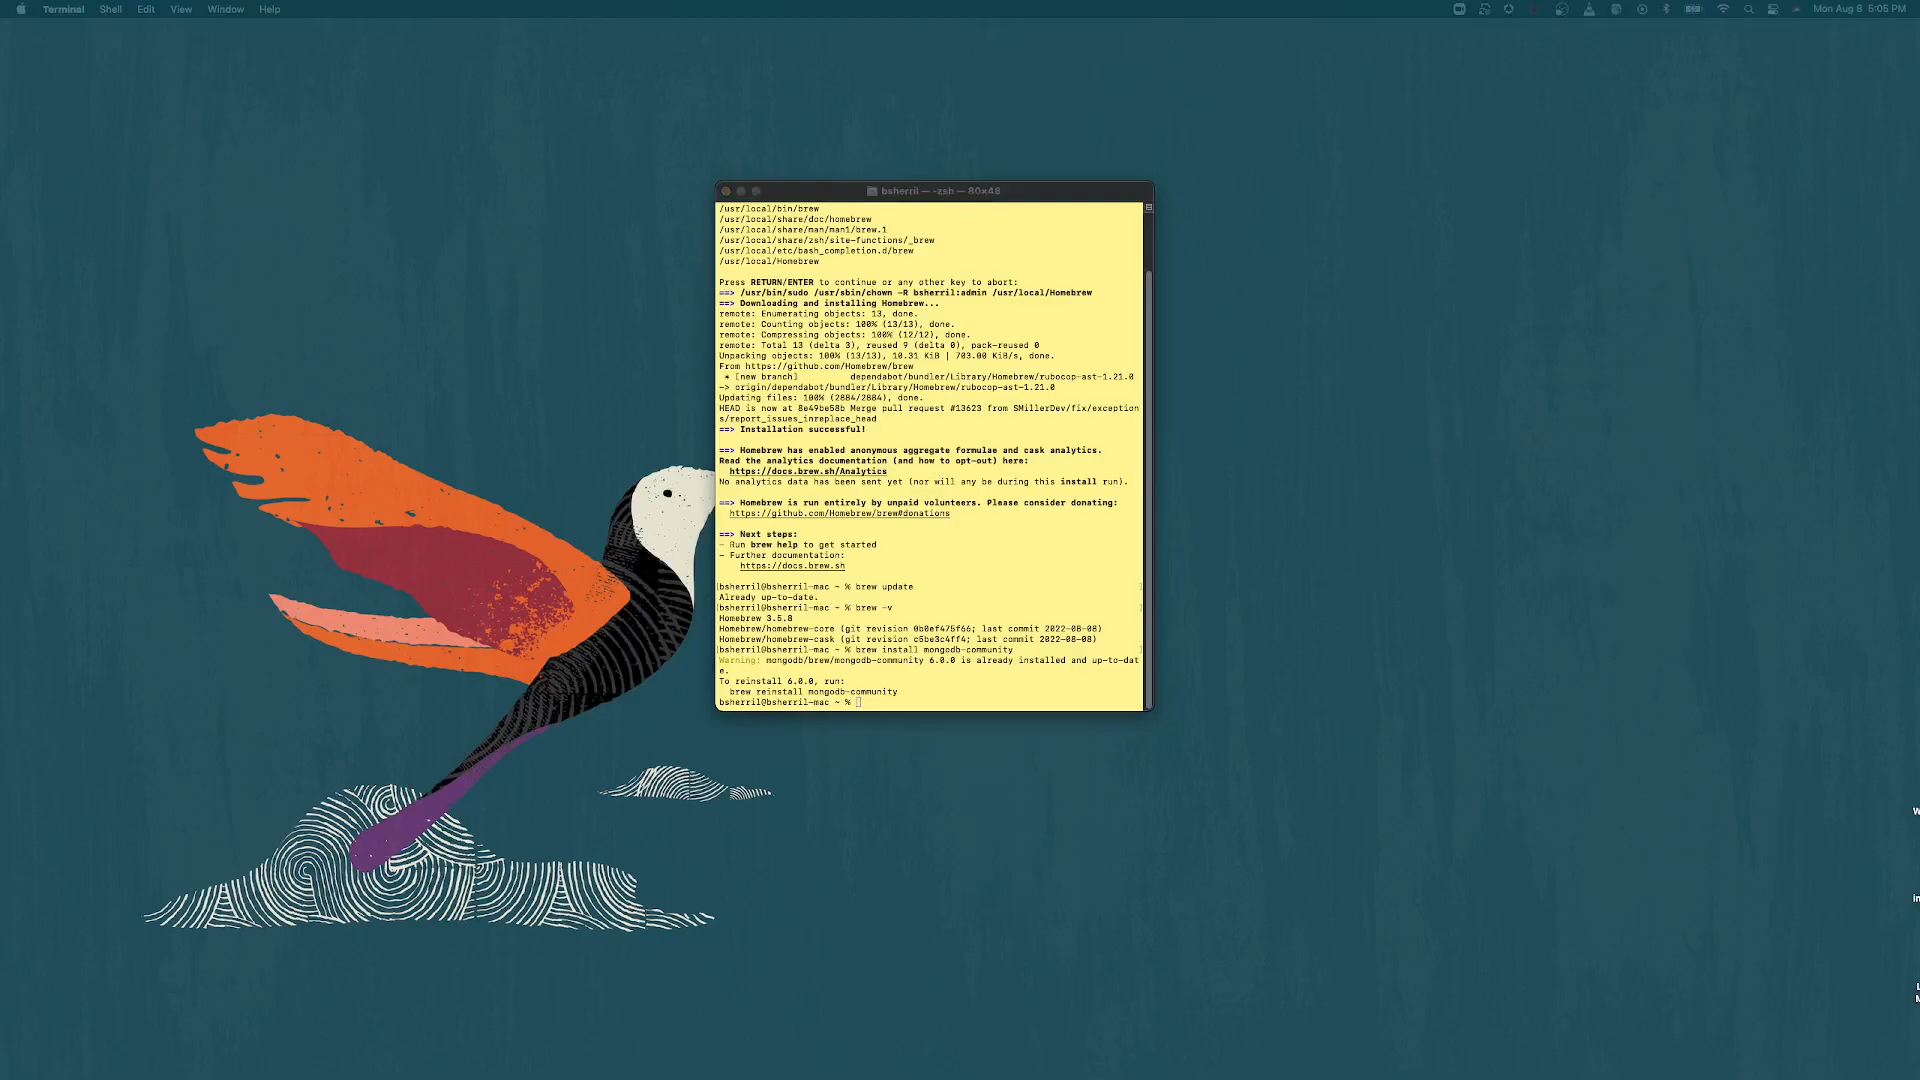 Terminal Shell Edit View Window Help Mon Aug 8 5:05 PM
bsherril — -zsh — 80×48
/usr/local/bin/brew
/usr/local/share/doc/homebrew
/usr/local/share/man/man1/brew.1
/usr/local/share/zsh/site-functions/_brew
/usr/local/etc/bash_completion.d/brew
/usr/local/Homebrew
Press RETURN/ENTER to continue or any other key to abort:
==> /usr/bin/sudo /usr/sbin/chown -R bsherril:admin /usr/local/Homebrew
==> Downloading and installing Homebrew...
remote: Enumerating objects: 13, done.
remote: Counting objects: 100% (13/13), done.
remote: Compressing objects: 100% (12/12), done.
remote: Total 13 (delta 3), reused 9 (delta 0), pack-reused 0
Unpacking objects: 100% (13/13), 10.31 KiB | 703.00 KiB/s, done.
From https://github.com/Homebrew/brew
* [new branch] dependabot/bundler/Library/Homebrew/rubocop-ast-1.21.0
-> origin/dependabot/bundler/Library/Homebrew/rubocop-ast-1.21.0
Updating files: 100% (2884/2884), done.
HEAD is now at 8e49be58b Merge pull request #13623 from SMillerDev/fix/exception
s/report_issues_inreplace_head
==> Installation successful!
==> Homebrew has enabled anonymous aggregate formulae and cask analytics.
Read the analytics documentation (and how to opt-out) here:
https://docs.brew.sh/Analytics
No analytics data has been sent yet (nor will any be during this install run).
==> Homebrew is run entirely by unpaid volunteers. Please consider donating:
https://github.com/Homebrew/brew#donations
==> Next steps:
- Run brew help to get started
- Further documentation:
https://docs.brew.sh
[bsherril@bsherril-mac ~ % brew update ]
Already up-to-date.
[bsherril@bsherril-mac ~ % brew -v ]
Homebrew 3.5.8
Homebrew/homebrew-core (git revision 0b0ef475f66; last commit 2022-08-08)
Homebrew/homebrew-cask (git revision c5be3c4ff4; last commit 2022-08-08)
[bsherril@bsherril-mac ~ % brew install mongodb-community ]
Warning: mongodb/brew/mongodb-community 6.0.0 is already installed and up-to-dat
e.
To reinstall 6.0.0, run:
brew reinstall mongodb-community
bsherril@bsherril-mac ~ %